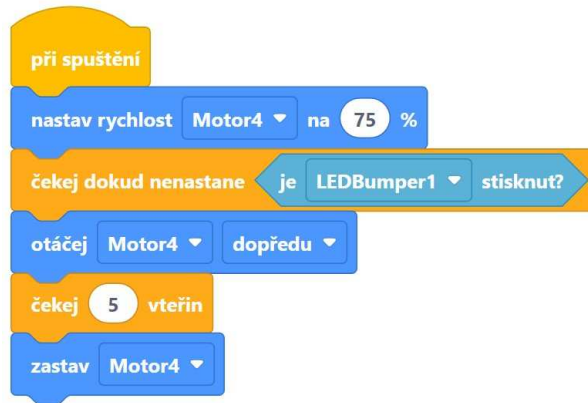 při spuštění
nastav rychlost Motor4 na 75 %
čekej dokud nenastane je LEDBumper1 stisknut?
otáčej Motor4 dopředu
čekej 5 vteřin
zastav Motor4